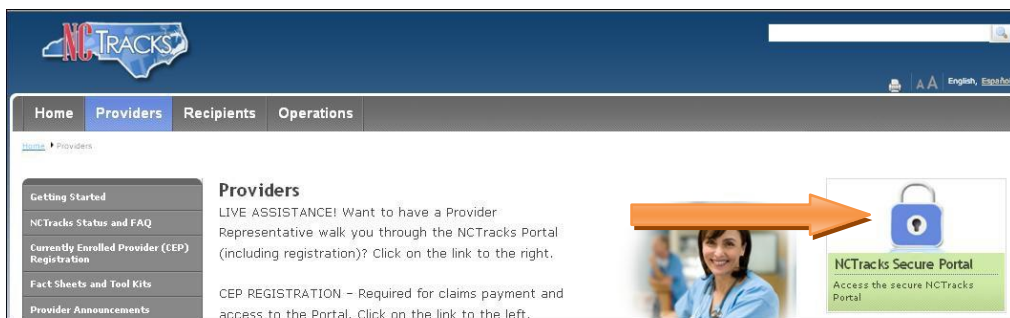 NCTRACKS
English, Español
Home Providers Recipients Operations
Home Providers
Getting Started
NCTracks Status and FAQ
Currently Enrolled Provider (CEP)
Registration
Fact Sheets and Tool Kits
Provider Announcements
Providers
LIVE ASSISTANCE! Want to have a Provider
Representative walk you through the NCTracks Portal
(including registration)? Click on the link to the right.
CEP REGISTRATION – Required for claims payment and
access to the Portal. Click on the link to the left.
NCTracks Secure Portal
Access the secure NCTracks
Portal